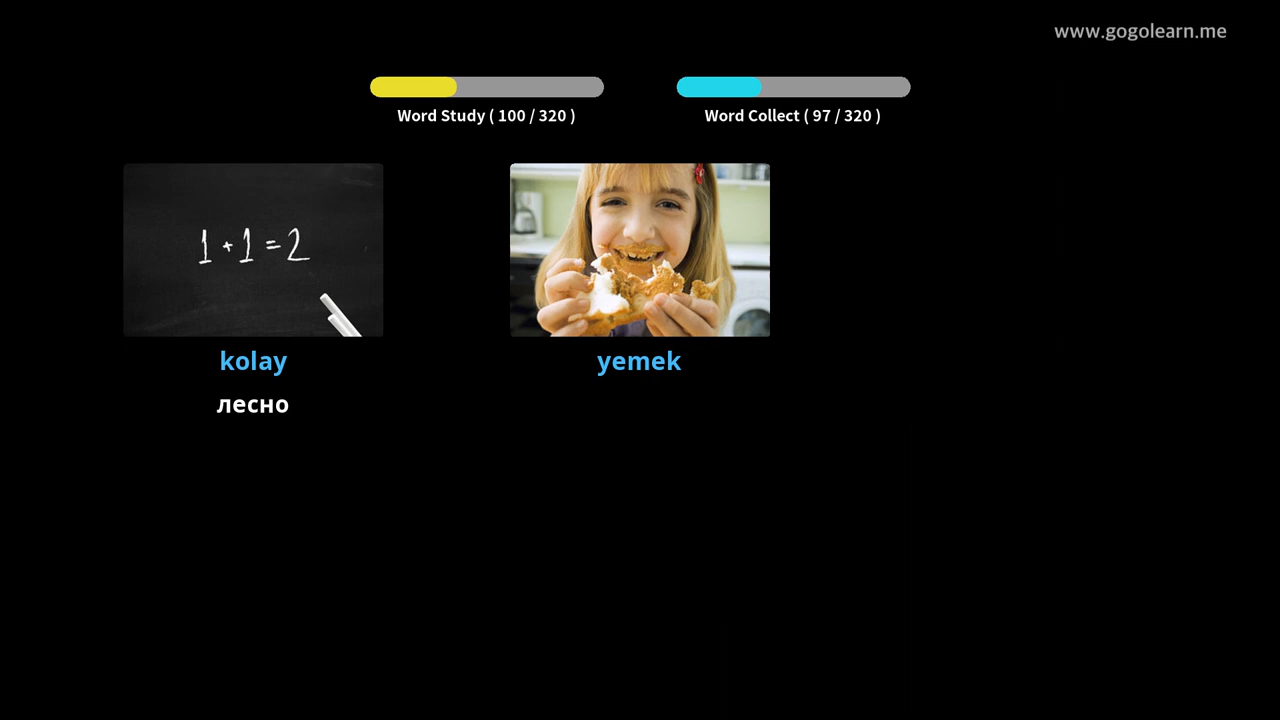 www.gogolearn.me
Word Study ( 100 / 320 )
Word Collect ( 97 / 320 )
1 + 1 = 2
kolay
yemek
лесно